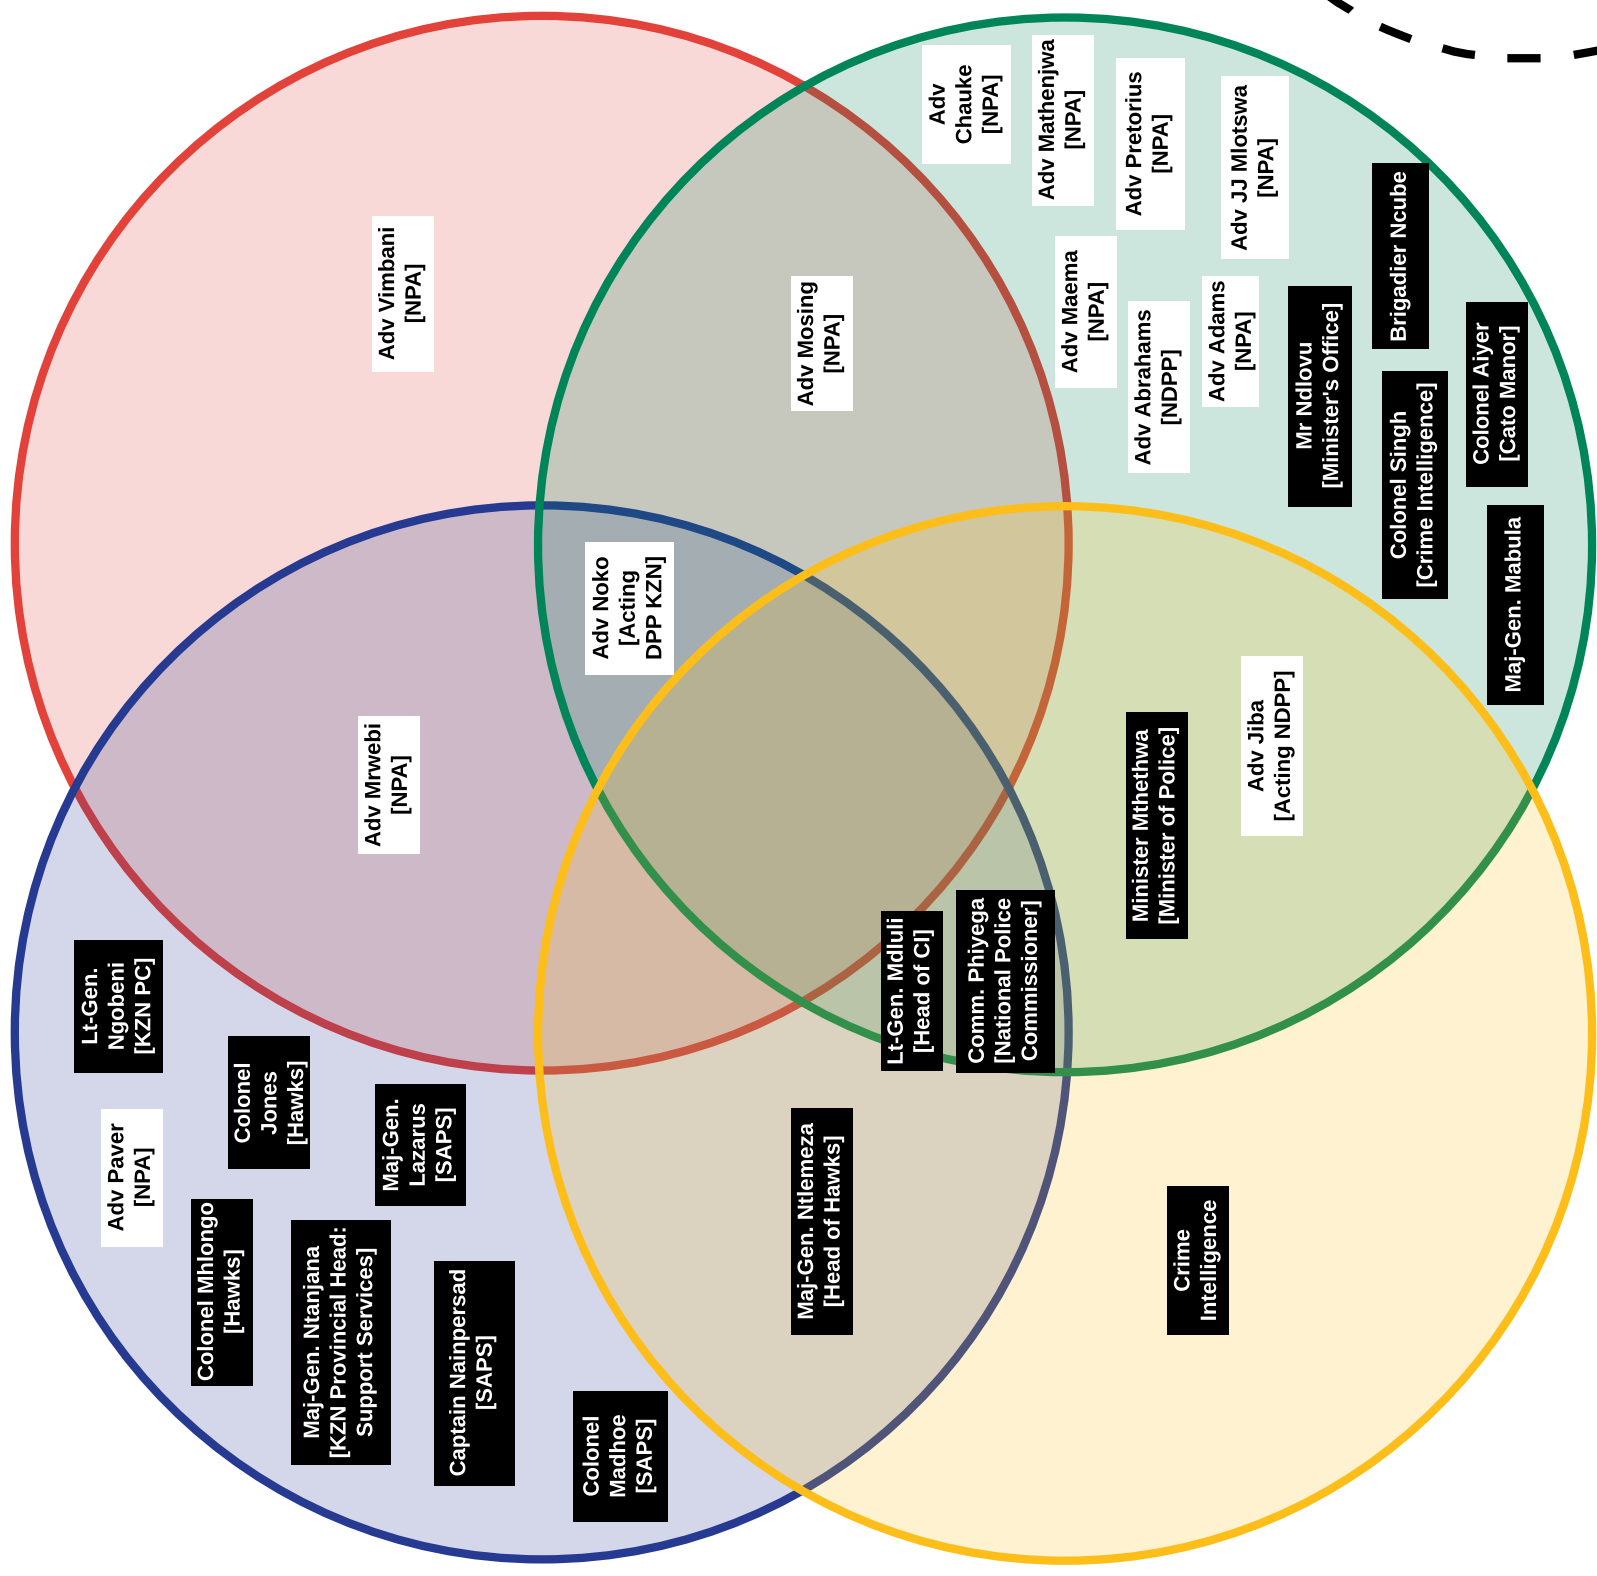 Adv Vimbani
[NPA]
Adv Mosing
[NPA]
Adv
Chauke
[NPA]
Adv Mathenjwa
[NPA]
Adv Pretorius
[NPA]
Adv JJ Mlotswa
[NPA]
Adv Maema
[NPA]
Adv Abrahams
[NDPP]
Adv Adams
[NPA]
Mr Ndlovu
[Minister's Office]
Brigadier Ncube
Colonel Singh
[Crime Intelligence]
Colonel Aiyer
[Cato Manor]
Maj-Gen. Mabula
Adv Noko
[Acting
DPP KZN]
Adv Mrwebi
[NPA]
Minister Mthethwa
[Minister of Police]
Adv Jiba
[Acting NDPP]
Lt-Gen. Mdluli
[Head of CI]
Comm. Phiyega
[National Police
Commissioner]
Lt-Gen.
Ngobeni
[KZN PC]
Colonel
Jones
[Hawks]
Maj-Gen.
Lazarus
[SAPS]
Adv Paver
[NPA]
Colonel Mhlongo
[Hawks]
Maj-Gen. Ntanjana
[KZN Provincial Head:
Support Services]
Captain Nainpersad
[SAPS]
Colonel
Madhoe
[SAPS]
Maj-Gen. Ntlemeza
[Head of Hawks]
Crime
Intelligence